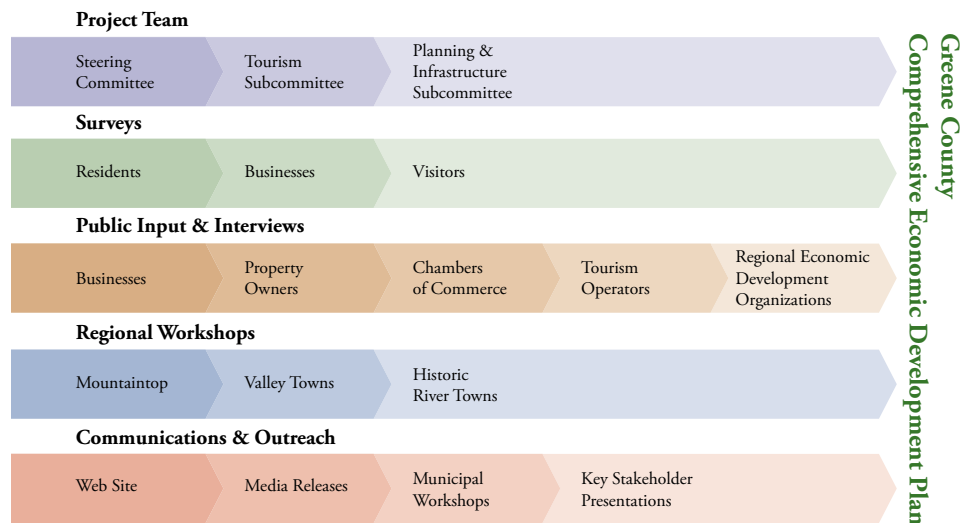 Project Team
Steering
Committee
Tourism
Subcommittee
Planning &
Infrastructure
Subcommittee
Surveys
Residents
Businesses
Visitors
Public Input & Interviews
Businesses
Property
Owners
Chambers
of Commerce
Tourism
Operators
Regional Economic
Development
Organizations
Regional Workshops
Mountaintop
Valley Towns
Historic
River Towns
Communications & Outreach
Web Site
Media Releases
Municipal
Workshops
Key Stakeholder
Presentations
Greene County
Comprehensive Economic Development Plan